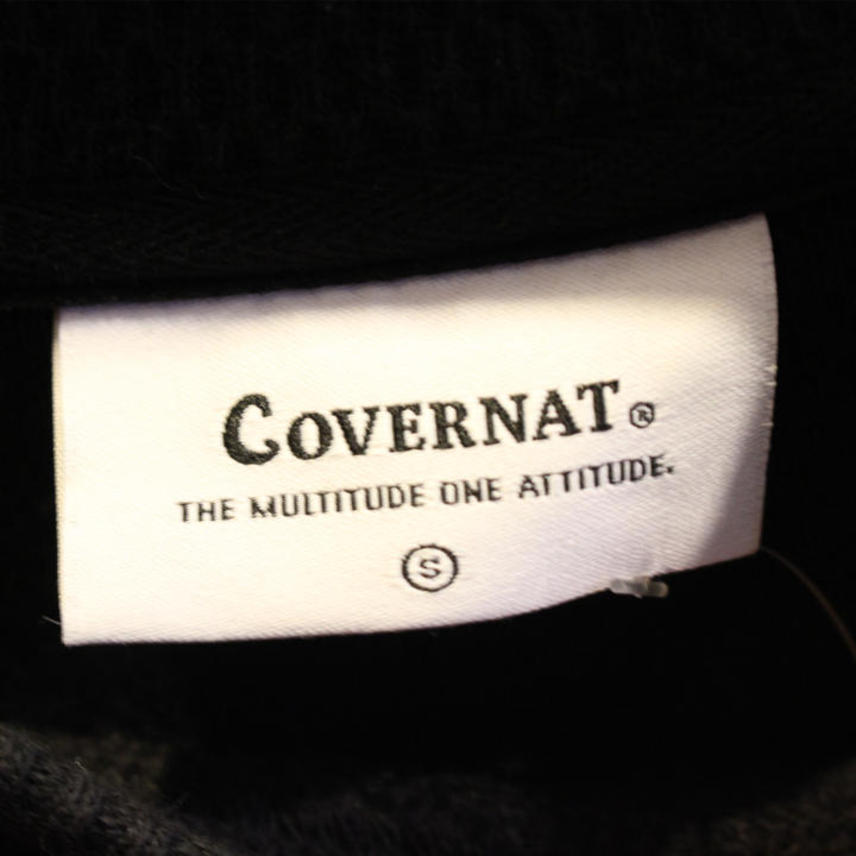 COVERNAT®
THE MULTITUDE ONE ATTITUDE.
S